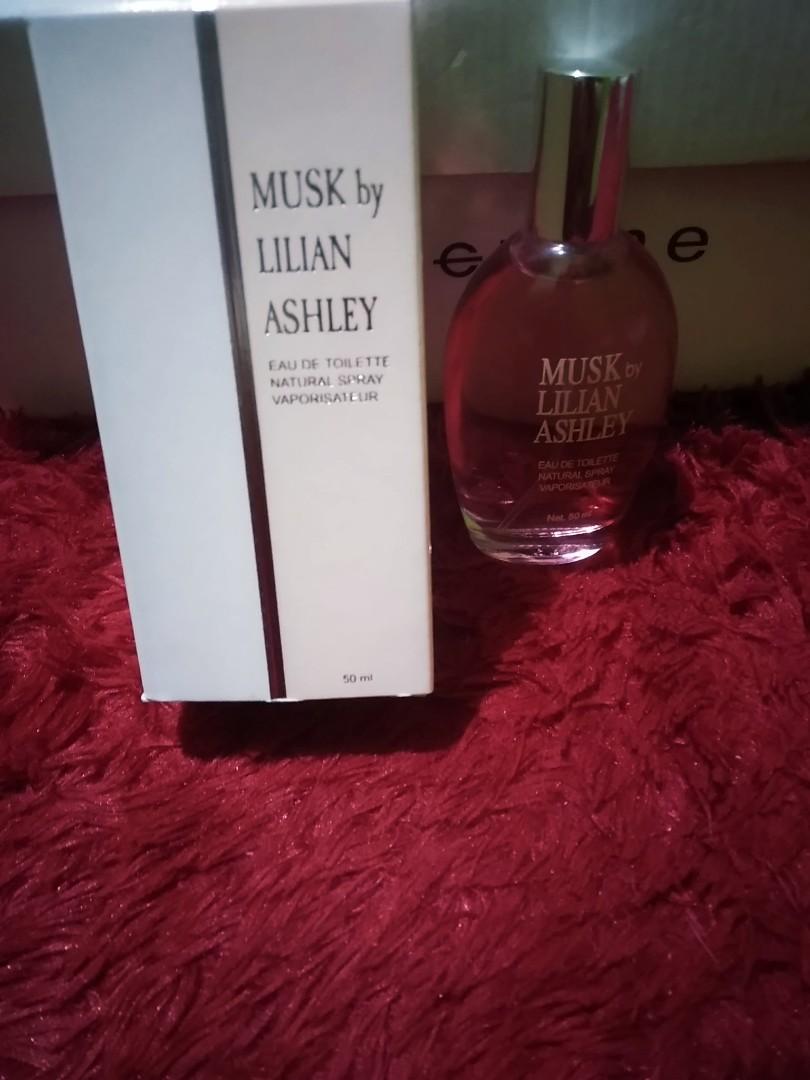 MUSK by
LILIAN
ASHLEY
EAU DE TOILETTE
NATURAL SPRAY
VAPORISATEUR
50 ml
MUSK by
LILIAN
ASHLEY
EAU DE TOILETTE
NATURAL SPRAY
VAPORISATEUR
Net. 50 ml